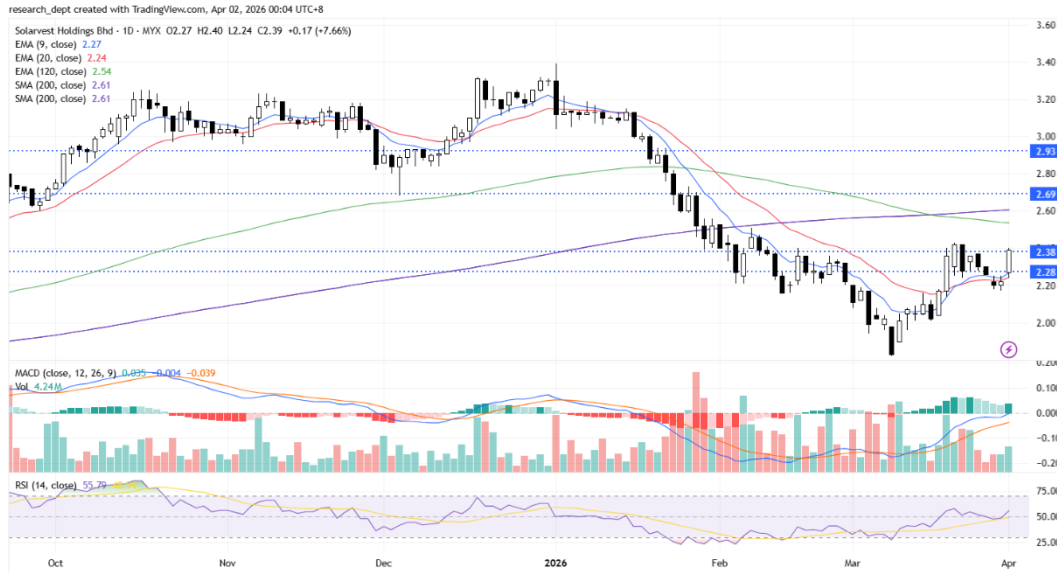 research_dept created with TradingView.com, Apr 02, 2026 00:04 UTC+8
Solarvest Holdings Bhd · 1D · MYX O2.27 H2.40 L2.24 C2.39 +0.17 (+7.66%)
EMA (9, close) 2.27
EMA (20, close) 2.24
EMA (120, close) 2.54
SMA (200, close) 2.61
SMA (200, close) 2.61
3.60
3.40
3.20
3.00
2.93
2.80
2.69
2.60
2.38
2.28
2.20
2.00
MACD (close, 12, 26, 9) 0.035 -0.004 -0.039
Vol 4.24M
0.200
0.100
0.000
-0.10
-0.20
RSI (14, close) 55.79
75.00
50.00
25.00
Oct Nov Dec 2026 Feb Mar Apr